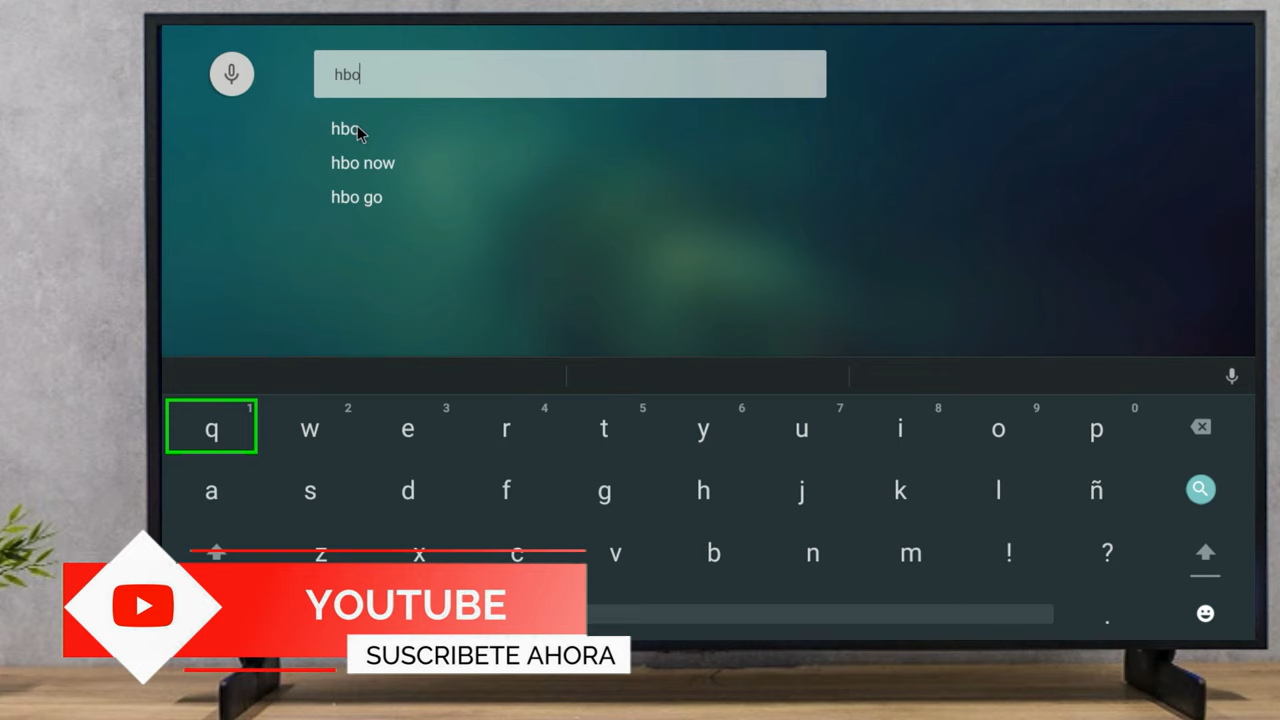 hbo
hbo
hbo now
hbo go
1 2 3 4 5 6 7 8 9 0
q w e r t y u i o p
a s d f g h j k l ñ
z x c v b n m ! ?
.
YOUTUBE
SUSCRIBETE AHORA